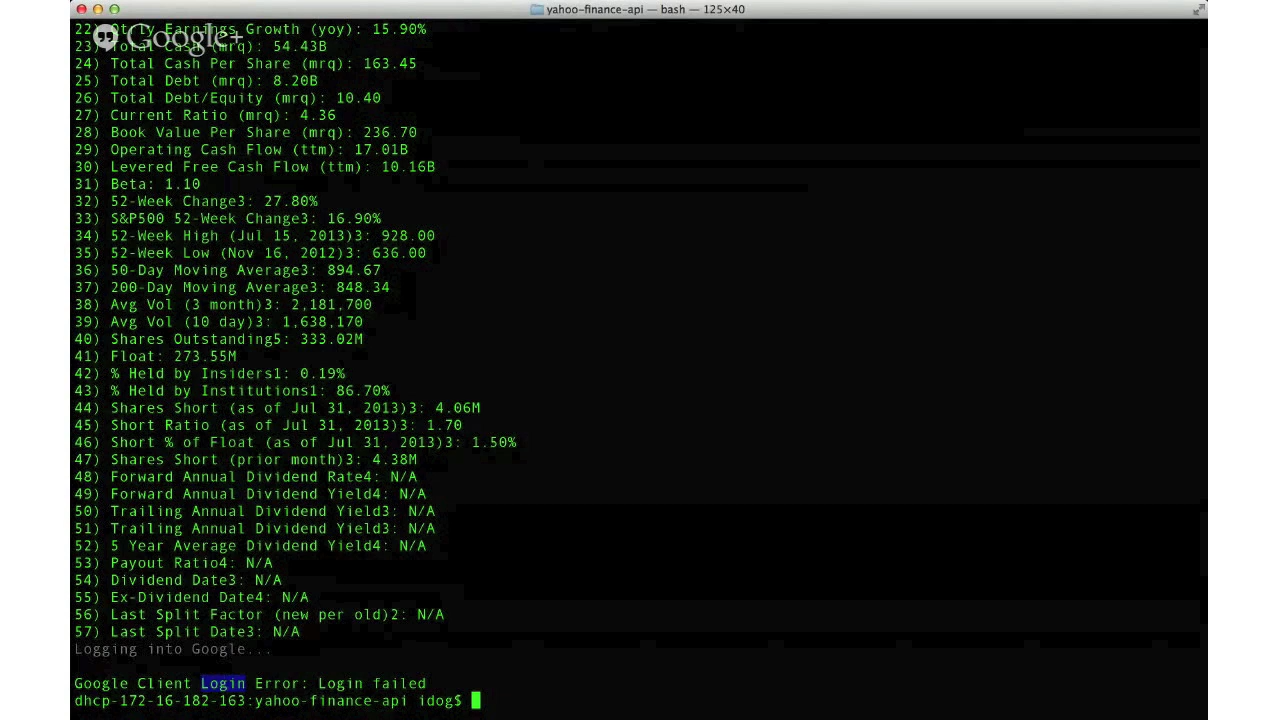 yahoo-finance-api — bash — 125×40
Google+
22) Qtrly Earnings Growth (yoy): 15.90%
23) Total Cash (mrq): 54.43B
24) Total Cash Per Share (mrq): 163.45
25) Total Debt (mrq): 8.20B
26) Total Debt/Equity (mrq): 10.40
27) Current Ratio (mrq): 4.36
28) Book Value Per Share (mrq): 236.70
29) Operating Cash Flow (ttm): 17.01B
30) Levered Free Cash Flow (ttm): 10.16B
31) Beta: 1.10
32) 52-Week Change3: 27.80%
33) S&P500 52-Week Change3: 16.90%
34) 52-Week High (Jul 15, 2013)3: 928.00
35) 52-Week Low (Nov 16, 2012)3: 636.00
36) 50-Day Moving Average3: 894.67
37) 200-Day Moving Average3: 848.34
38) Avg Vol (3 month)3: 2,181,700
39) Avg Vol (10 day)3: 1,638,170
40) Shares Outstanding5: 333.02M
41) Float: 273.55M
42) % Held by Insiders1: 0.19%
43) % Held by Institutions1: 86.70%
44) Shares Short (as of Jul 31, 2013)3: 4.06M
45) Short Ratio (as of Jul 31, 2013)3: 1.70
46) Short % of Float (as of Jul 31, 2013)3: 1.50%
47) Shares Short (prior month)3: 4.38M
48) Forward Annual Dividend Rate4: N/A
49) Forward Annual Dividend Yield4: N/A
50) Trailing Annual Dividend Yield3: N/A
51) Trailing Annual Dividend Yield3: N/A
52) 5 Year Average Dividend Yield4: N/A
53) Payout Ratio4: N/A
54) Dividend Date3: N/A
55) Ex-Dividend Date4: N/A
56) Last Split Factor (new per old)2: N/A
57) Last Split Date3: N/A
Logging into Google...
Google Client Login Error: Login failed
dhcp-172-16-182-163:yahoo-finance-api idog$